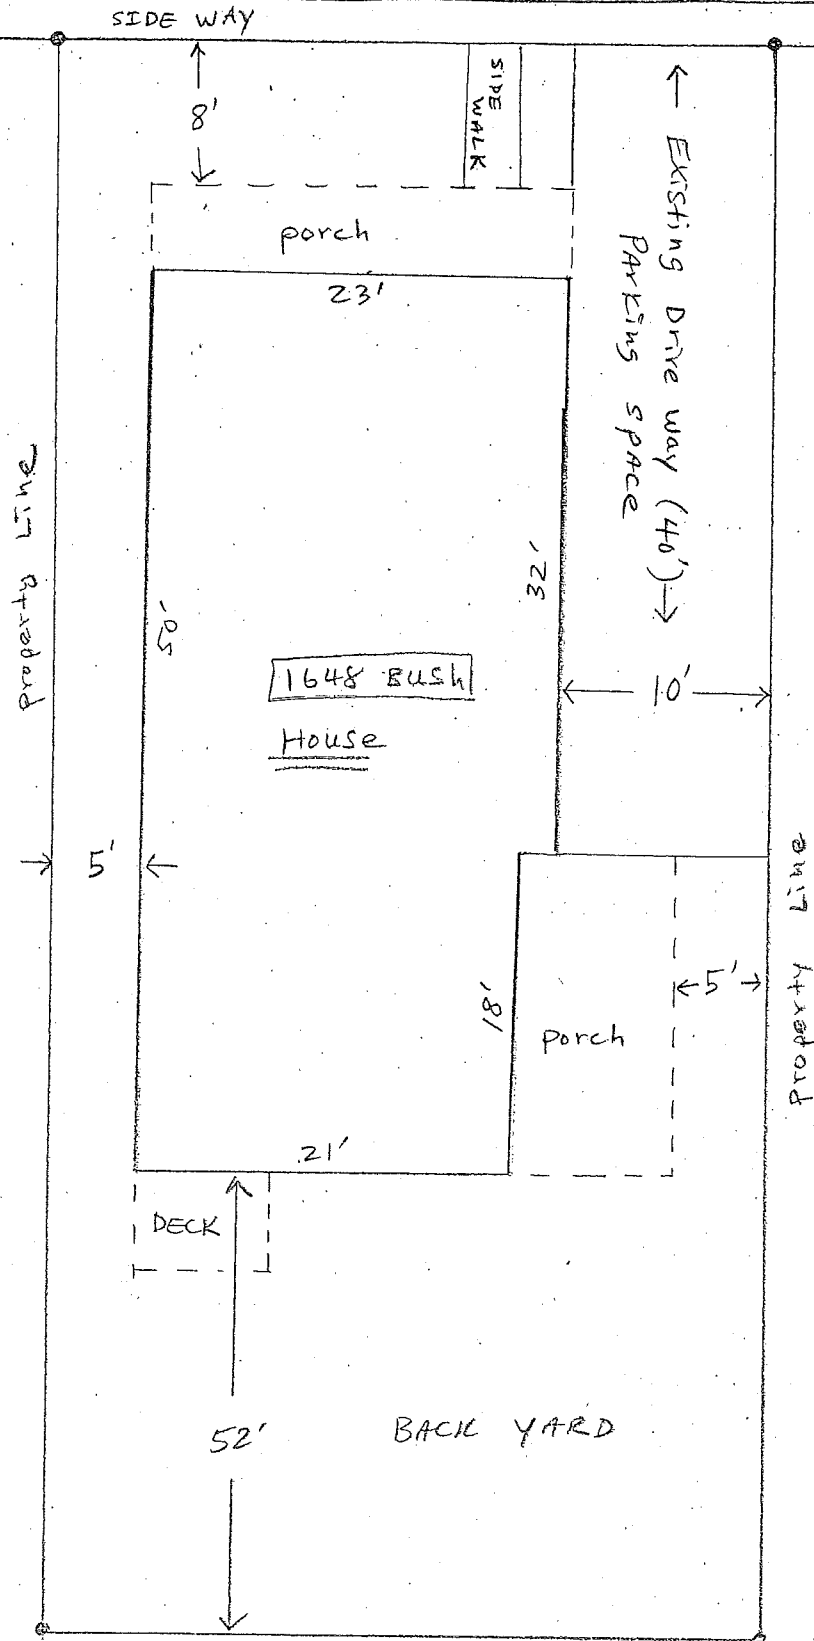 SIDE WAY
8'
SIDE
WALK
← Existing Drive way (40') →
PARKING SPACE
porch
23'
Property Line
50'
32'
1648 BUSH
House
← 10' →
→ 5' ←
Property Line
← 5' →
18'
porch
21'
DECK
52'
BACK YARD